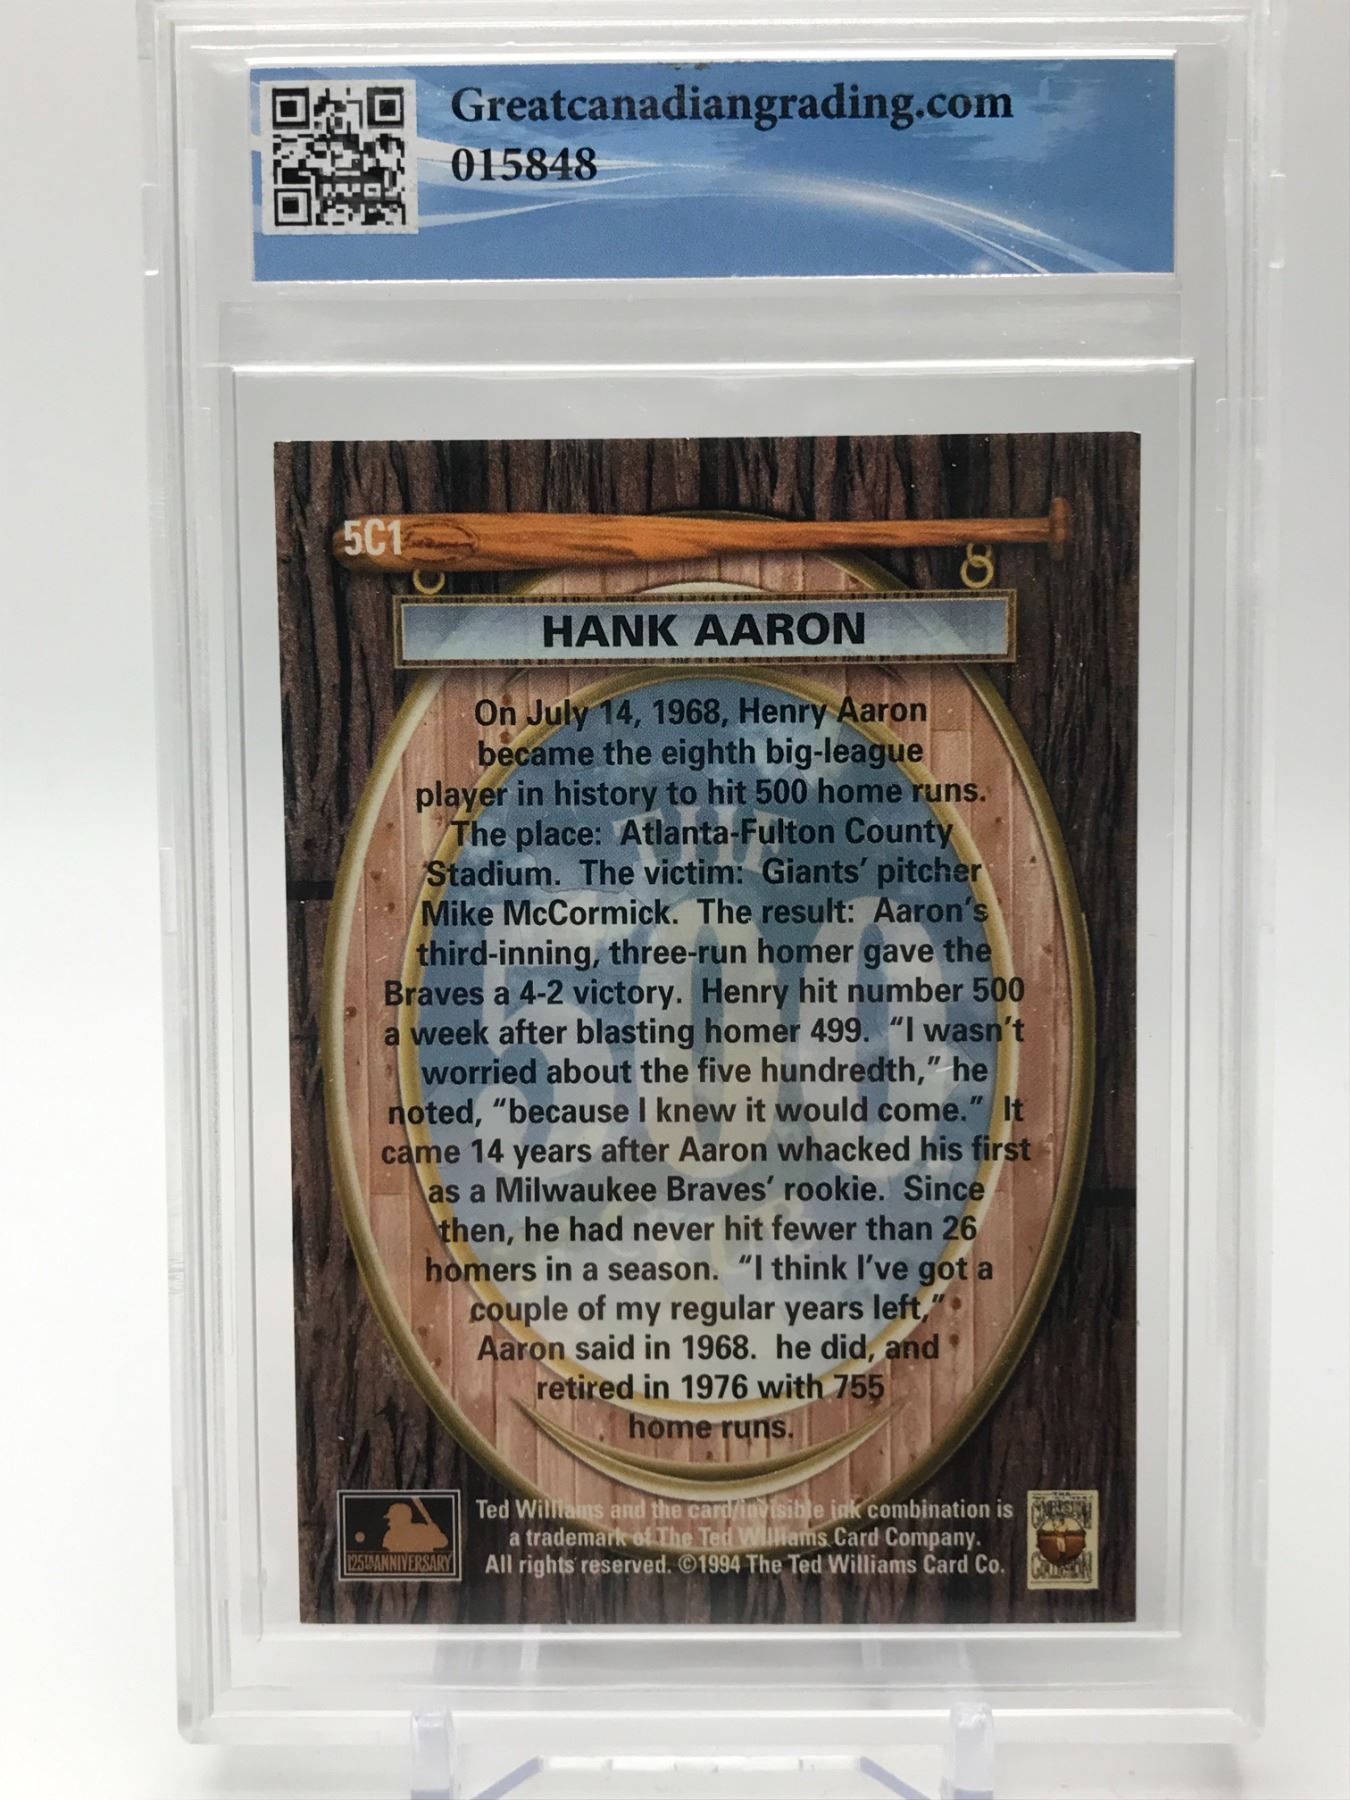 Greatcanadiangrading.com
015848
5C1
HANK AARON
On July 14, 1968, Henry Aaron
became the eighth big-league
player in history to hit 500 home runs.
The place: Atlanta-Fulton County
Stadium. The victim: Giants’ pitcher
Mike McCormick. The result: Aaron’s
third-inning, three-run homer gave the
Braves a 4-2 victory. Henry hit number 500
a week after blasting homer 499. “I wasn’t
worried about the five hundredth,” he
noted, “because I knew it would come.” It
came 14 years after Aaron whacked his first
as a Milwaukee Braves’ rookie. Since
then, he had never hit fewer than 26
homers in a season. “I think I’ve got a
couple of my regular years left,”
Aaron said in 1968. he did, and
retired in 1976 with 755
home runs.
THE
500
CLUB
125TH ANNIVERSARY
Ted Williams and the card/invisible ink combination is
a trademark of The Ted Williams Card Company.
All rights reserved. ©1994 The Ted Williams Card Co.